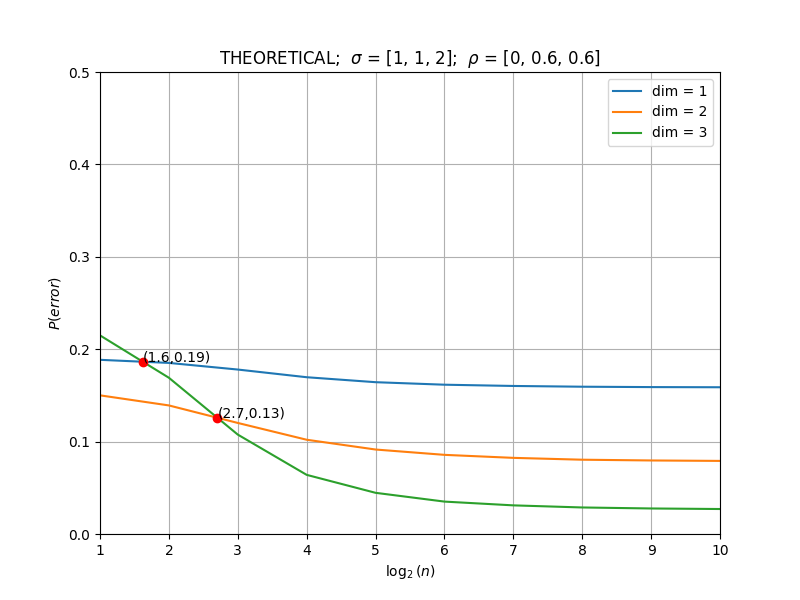 THEORETICAL; σ = [1, 1, 2]; ρ = [0, 0.6, 0.6]
0.5
dim = 1
dim = 2
dim = 3
0.4
0.3
P(error)
0.2
(1.6,0.19)
(2.7,0.13)
0.1
0.0
1 2 3 4 5 6 7 8 9 10
log₂(n)